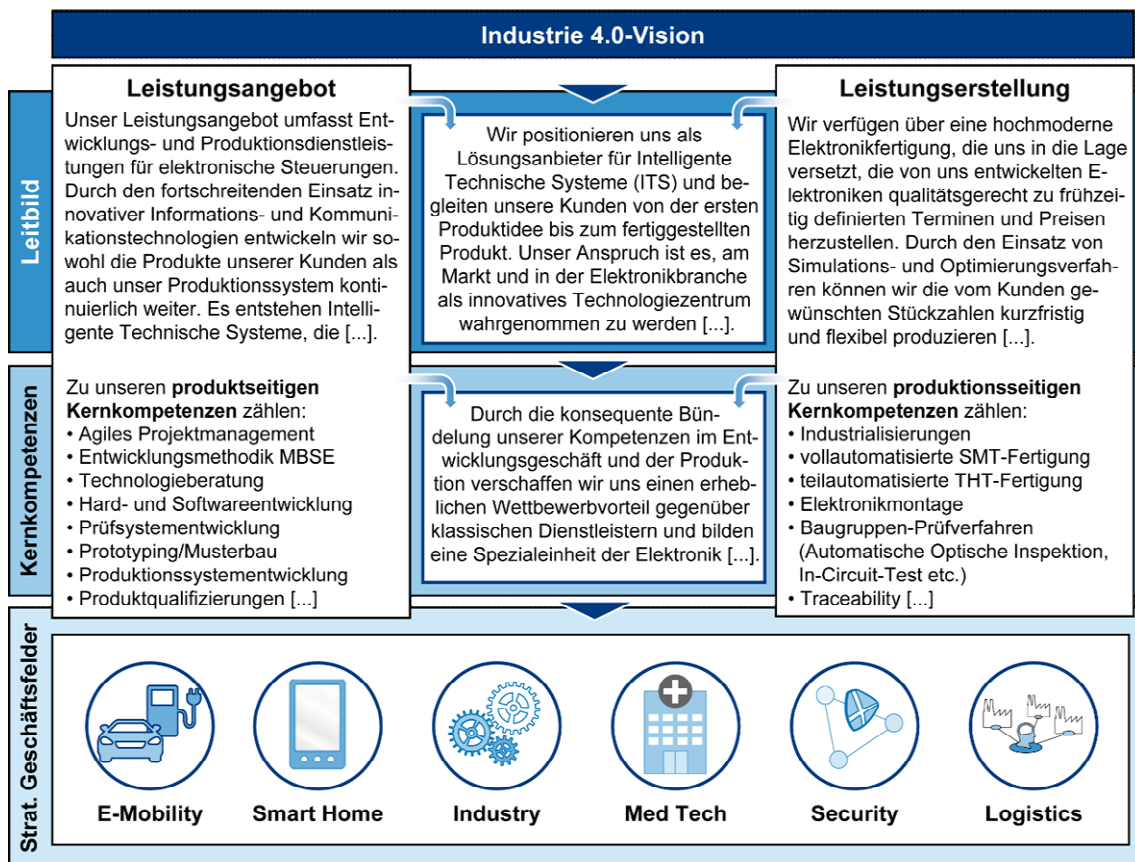 Industrie 4.0-Vision
Leitbild
Leistungsangebot
Unser Leistungsangebot umfasst Ent-
wicklungs- und Produktionsdienstleis-
tungen für elektronische Steuerungen.
Durch den fortschreitenden Einsatz in-
novativer Informations- und Kommuni-
kationstechnologien entwickeln wir so-
wohl die Produkte unserer Kunden als
auch unser Produktionssystem konti-
nuierlich weiter. Es entstehen Intelli-
gente Technische Systeme, die [...].
Wir positionieren uns als
Lösungsanbieter für Intelligente
Technische Systeme (ITS) und be-
gleiten unsere Kunden von der ersten
Produktidee bis zum fertiggestellten
Produkt. Unser Anspruch ist es, am
Markt und in der Elektronikbranche
als innovatives Technologiezentrum
wahrgenommen zu werden [...].
Leistungserstellung
Wir verfügen über eine hochmoderne
Elektronikfertigung, die uns in die Lage
versetzt, die von uns entwickelten E-
lektroniken qualitätsgerecht zu frühzei-
tig definierten Terminen und Preisen
herzustellen. Durch den Einsatz von
Simulations- und Optimierungsverfah-
ren können wir die vom Kunden ge-
wünschten Stückzahlen kurzfristig
und flexibel produzieren [...].
Kernkompetenzen
Zu unseren produktseitigen
Kernkompetenzen zählen:
• Agiles Projektmanagement
• Entwicklungsmethodik MBSE
• Technologieberatung
• Hard- und Softwareentwicklung
• Prüfsystementwicklung
• Prototyping/Musterbau
• Produktionssystementwicklung
• Produktqualifizierungen [...]
Durch die konsequente Bün-
delung unserer Kompetenzen im Ent-
wicklungsgeschäft und der Produk-
tion verschaffen wir uns einen erheb-
lichen Wettbewerbvorteil gegenüber
klassischen Dienstleistern und bilden
eine Spezialeinheit der Elektronik [...].
Zu unseren produktionsseitigen
Kernkompetenzen zählen:
• Industrialisierungen
• vollautomatisierte SMT-Fertigung
• teilautomatisierte THT-Fertigung
• Elektronikmontage
• Baugruppen-Prüfverfahren
(Automatische Optische Inspektion,
In-Circuit-Test etc.)
• Traceability [...]
Strat. Geschäftsfelder
E-Mobility
Smart Home
Industry
Med Tech
Security
Logistics